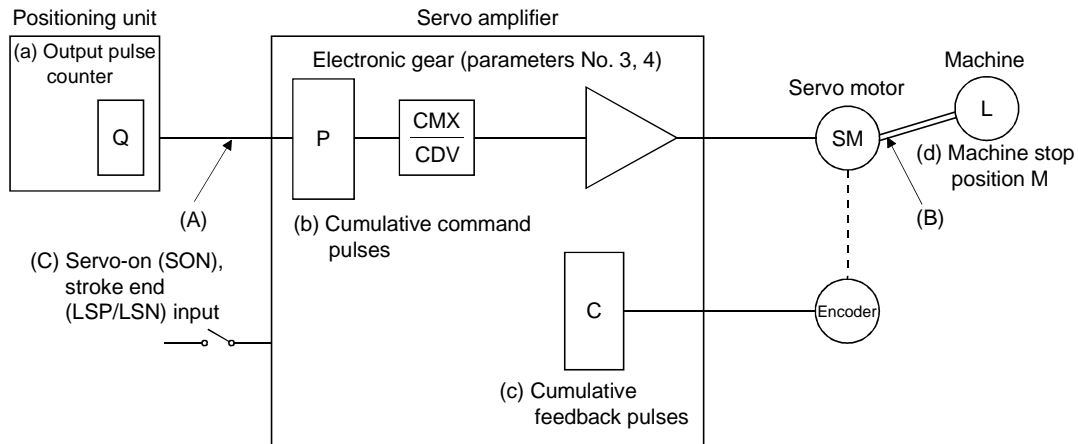 Positioning unit
Servo amplifier
(a) Output pulse
counter
Q
Electronic gear (parameters No. 3, 4)
P
CMX
CDV
Servo motor
SM
Machine
L
(d) Machine stop
position M
(A)
(B)
(b) Cumulative command
pulses
(C) Servo-on (SON),
stroke end
(LSP/LSN) input
C
Encoder
(c) Cumulative
feedback pulses